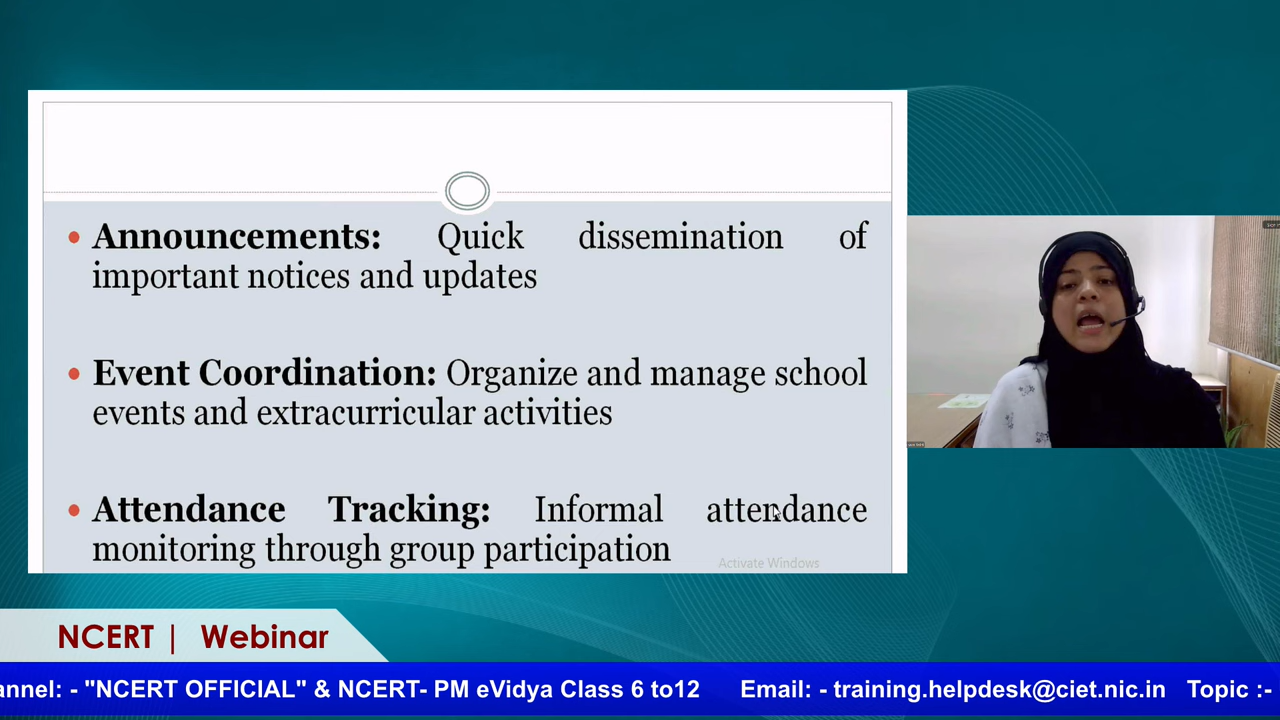 Announcements: Quick dissemination of
important notices and updates
Event Coordination: Organize and manage school
events and extracurricular activities
Attendance Tracking: Informal attendance
monitoring through group participation
Activate Windows
NCERT | Webinar
annel: - "NCERT OFFICIAL" & NCERT- PM eVidya Class 6 to12 Email: - training.helpdesk@ciet.nic.in Topic :-